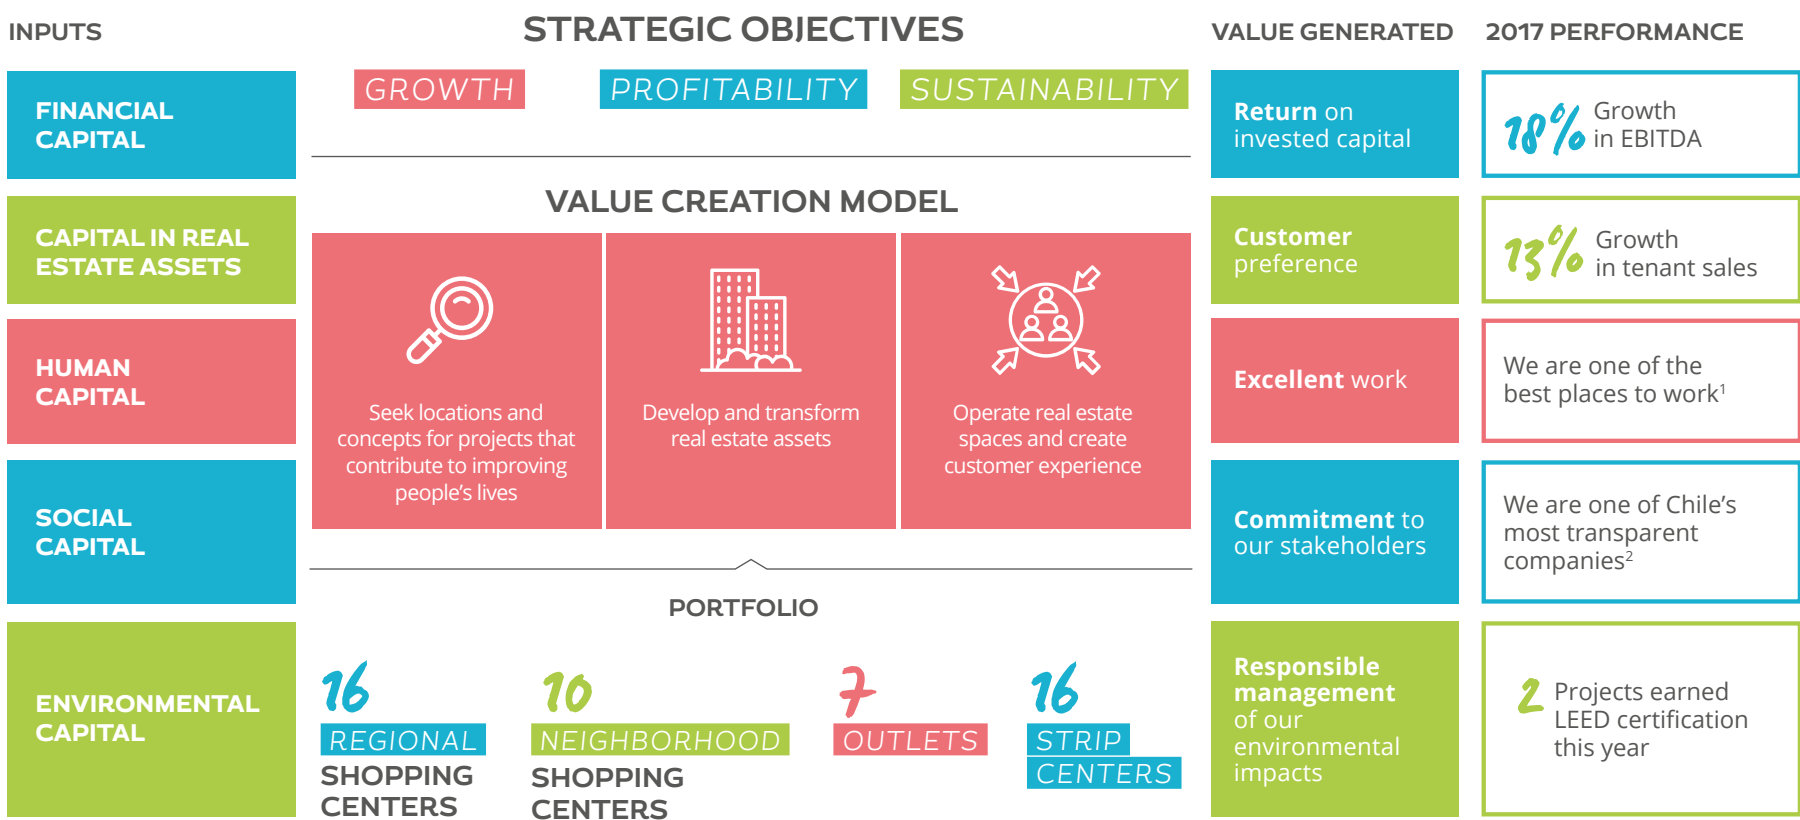 INPUTS
FINANCIAL
CAPITAL
CAPITAL IN REAL
ESTATE ASSETS
HUMAN
CAPITAL
SOCIAL
CAPITAL
ENVIRONMENTAL
CAPITAL
STRATEGIC OBJECTIVES
GROWTH
PROFITABILITY
SUSTAINABILITY
VALUE CREATION MODEL
Seek locations and
concepts for projects that
contribute to improving
people’s lives
Develop and transform
real estate assets
Operate real estate
spaces and create
customer experience
PORTFOLIO
16
REGIONAL
SHOPPING
CENTERS
10
NEIGHBORHOOD
SHOPPING
CENTERS
7
OUTLETS
16
STRIP
CENTERS
VALUE GENERATED
Return on
invested capital
Customer
preference
Excellent work
Commitment to
our stakeholders
Responsible
management
of our
environmental
impacts
2017 PERFORMANCE
18% Growth
in EBITDA
13% Growth
in tenant sales
We are one of the
best places to work¹
We are one of Chile’s
most transparent
companies²
2 Projects earned
LEED certification
this year